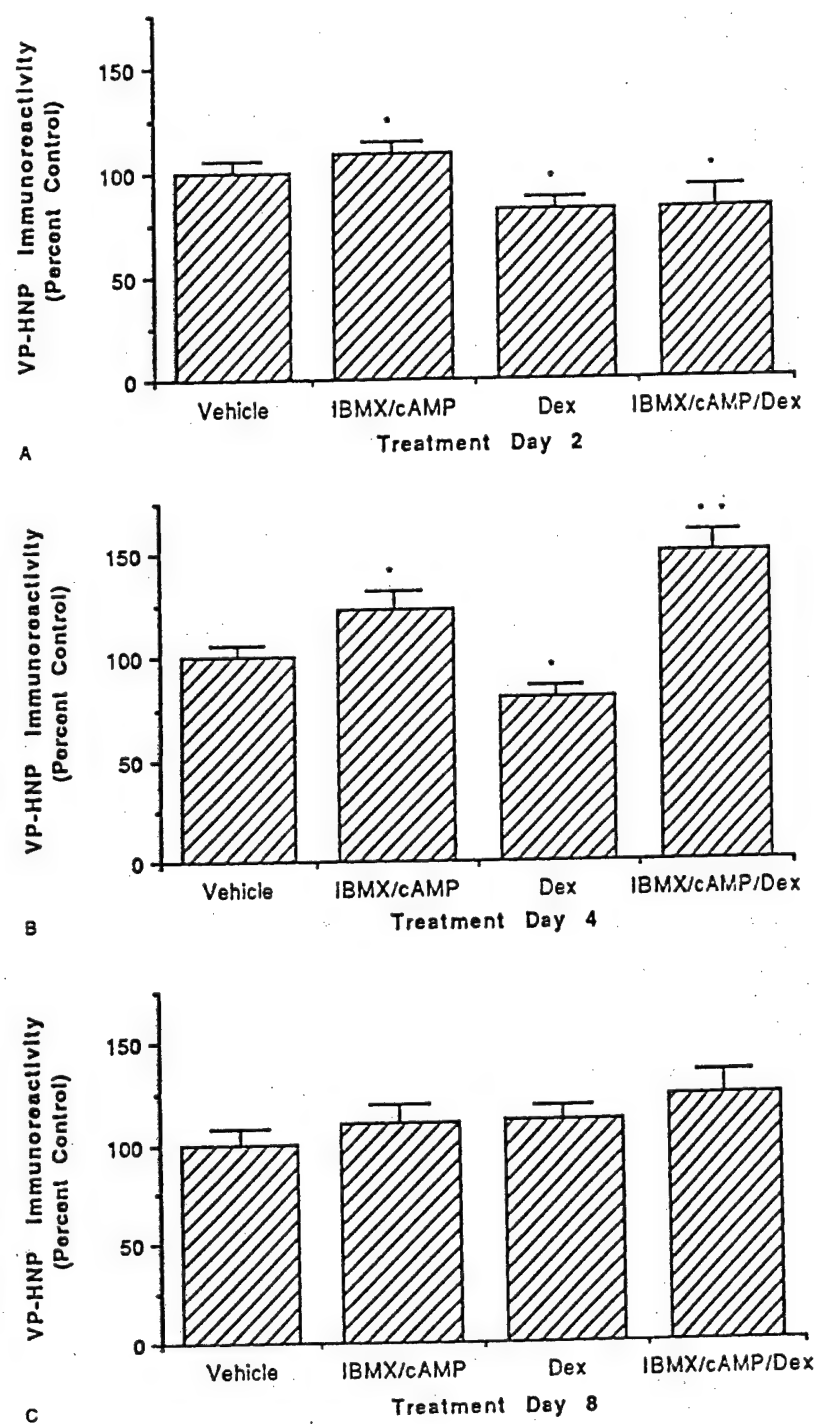 VP-HNP Immunoreactivity
(Percent Control)
150
100
50
0
Vehicle
IBMX/cAMP
Dex
IBMX/cAMP/Dex
Treatment Day 2
A
VP-HNP Immunoreactivity
(Percent Control)
150
100
50
0
Vehicle
IBMX/cAMP
Dex
IBMX/cAMP/Dex
Treatment Day 4
B
VP-HNP Immunoreactivity
(Percent Control)
150
100
50
0
Vehicle
IBMX/cAMP
Dex
IBMX/cAMP/Dex
Treatment Day 8
C